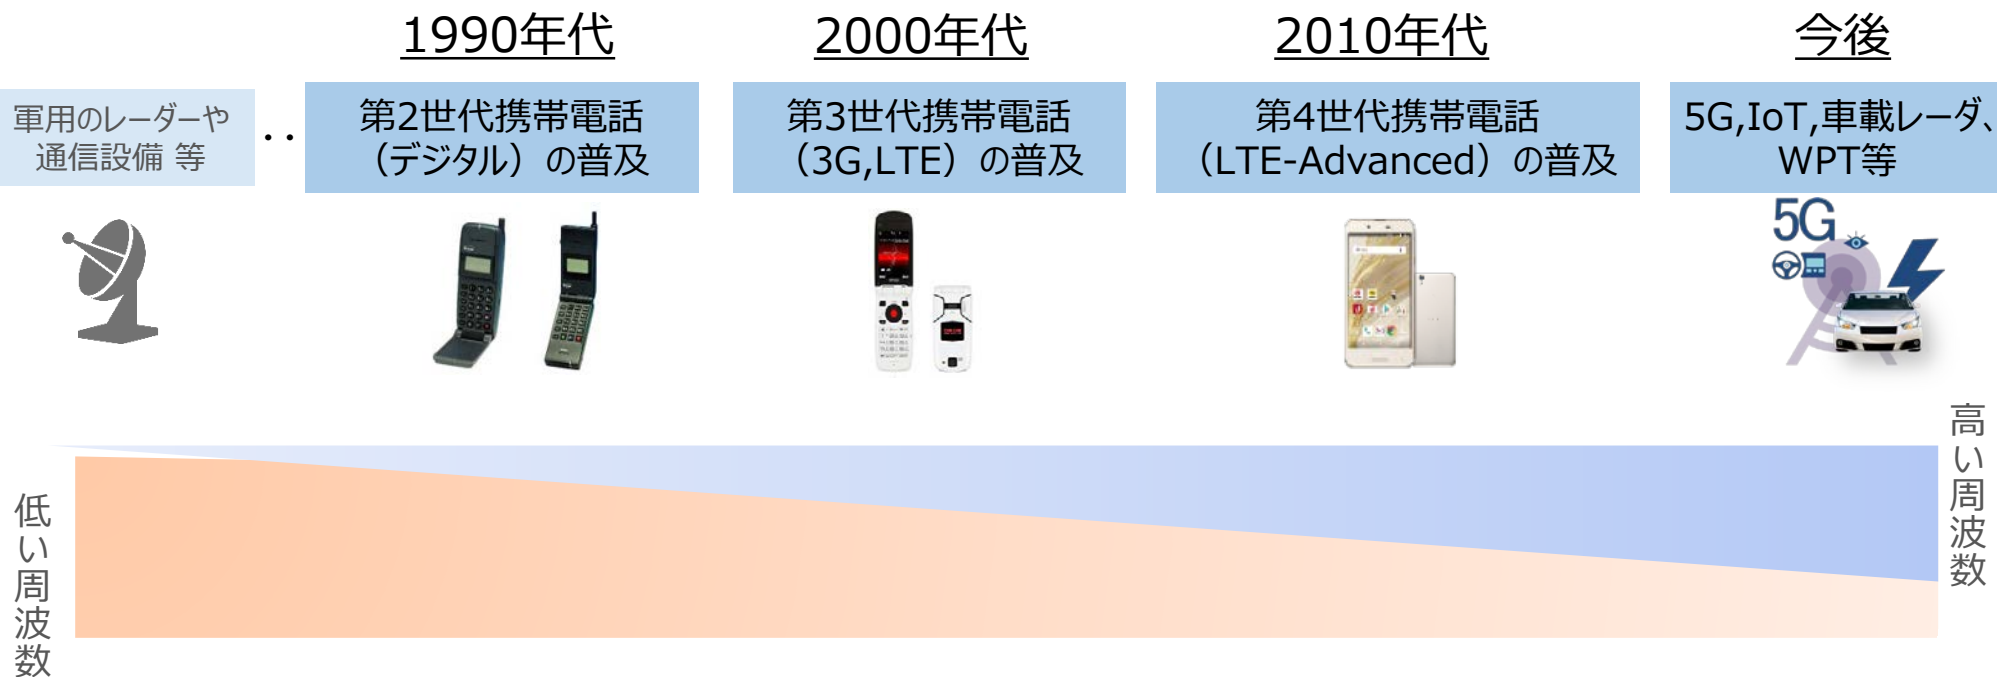 1990年代
2000年代
2010年代
今後
軍用のレーダーや
通信設備 等
・・
第2世代携帯電話
（デジタル）の普及
第3世代携帯電話
（3G,LTE）の普及
第4世代携帯電話
（LTE-Advanced）の普及
5G,IoT,車載レーダ、
WPT等
5G
高い周波数
低い周波数